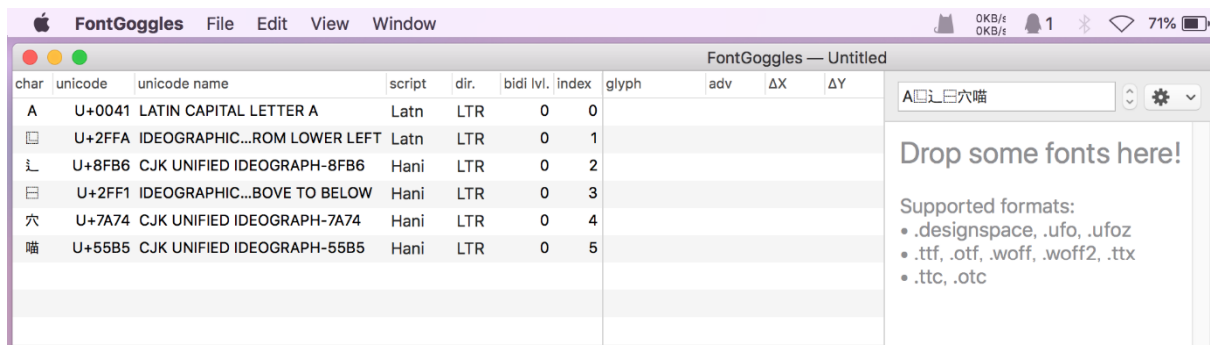 FontGoggles File Edit View Window 0KB/s 0KB/s 1 71%
FontGoggles — Untitled
char unicode unicode name script dir. bidi lvl. index glyph adv ΔX ΔY
A U+0041 LATIN CAPITAL LETTER A Latn LTR 0 0
⿺ U+2FFA IDEOGRAPHIC...ROM LOWER LEFT Latn LTR 0 1
辶 U+8FB6 CJK UNIFIED IDEOGRAPH-8FB6 Hani LTR 0 2
⿱ U+2FF1 IDEOGRAPHIC...BOVE TO BELOW Hani LTR 0 3
穴 U+7A74 CJK UNIFIED IDEOGRAPH-7A74 Hani LTR 0 4
喵 U+55B5 CJK UNIFIED IDEOGRAPH-55B5 Hani LTR 0 5
A⿺辶⿱穴喵
Drop some fonts here!
Supported formats:
• .designspace, .ufo, .ufoz
• .ttf, .otf, .woff, .woff2, .ttx
• .ttc, .otc